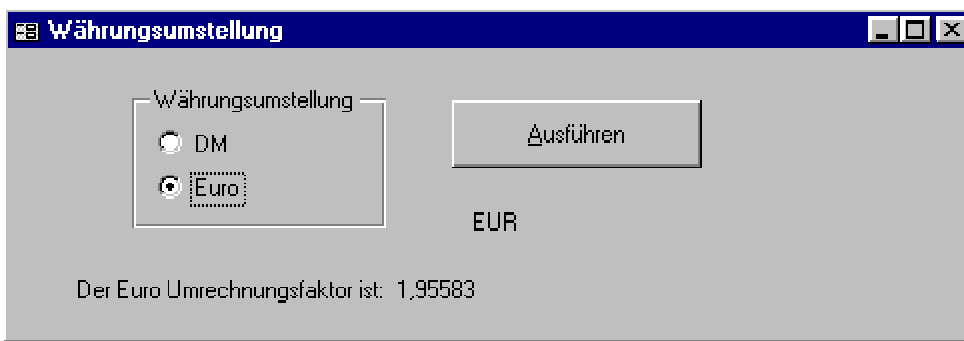 Währungsumstellung
Währungsumstellung
DM
Euro
Ausführen
EUR
Der Euro Umrechnungsfaktor ist: 1,95583